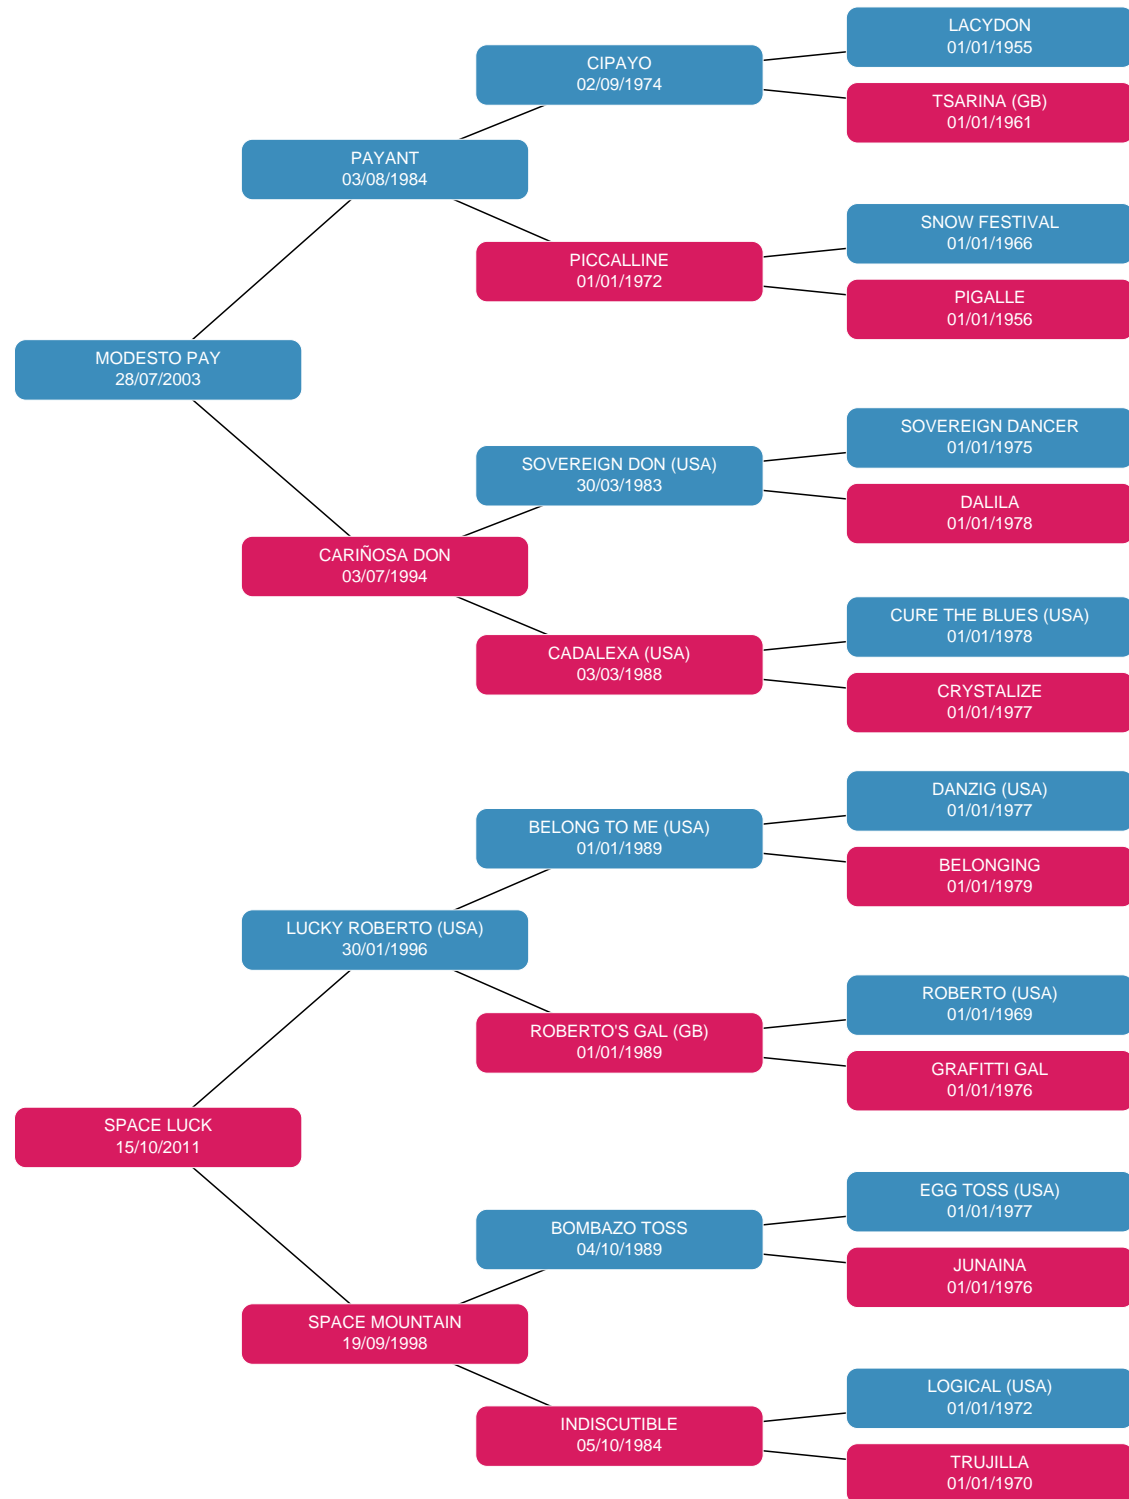 LACYDON
01/01/1955
CIPAYO
02/09/1974
TSARINA (GB)
01/01/1961
PAYANT
03/08/1984
SNOW FESTIVAL
01/01/1966
PICCALLINE
01/01/1972
PIGALLE
01/01/1956
MODESTO PAY
28/07/2003
SOVEREIGN DANCER
01/01/1975
SOVEREIGN DON (USA)
30/03/1983
DALILA
01/01/1978
CARIÑOSA DON
03/07/1994
CURE THE BLUES (USA)
01/01/1978
CADALEXA (USA)
03/03/1988
CRYSTALIZE
01/01/1977
DANZIG (USA)
01/01/1977
BELONG TO ME (USA)
01/01/1989
BELONGING
01/01/1979
LUCKY ROBERTO (USA)
30/01/1996
ROBERTO (USA)
01/01/1969
ROBERTO'S GAL (GB)
01/01/1989
GRAFITTI GAL
01/01/1976
SPACE LUCK
15/10/2011
EGG TOSS (USA)
01/01/1977
BOMBAZO TOSS
04/10/1989
JUNAINA
01/01/1976
SPACE MOUNTAIN
19/09/1998
LOGICAL (USA)
01/01/1972
INDISCUTIBLE
05/10/1984
TRUJILLA
01/01/1970